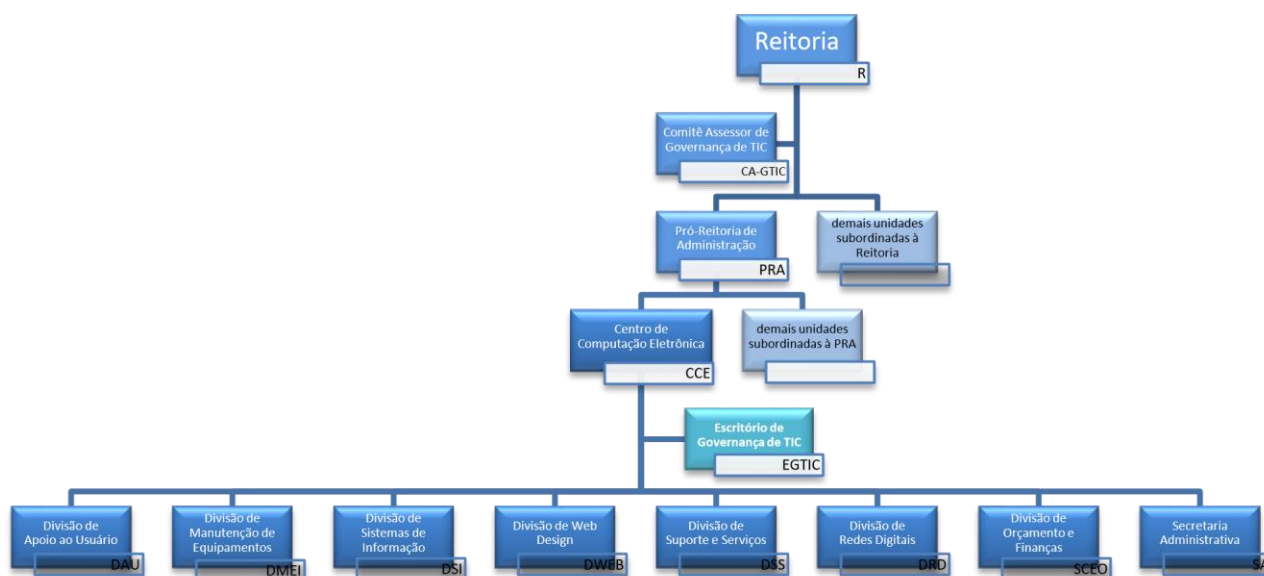 Reitoria
R
Comitê Assessor de
Governança de TIC
CA-GTIC
Pró-Reitoria de
Administração
PRA
demais unidades
subordinadas à
Reitoria
Centro de
Computação Eletrônica
CCE
demais unidades
subordinadas à PRA
Escritório de
Governança de TIC
EGTIC
Divisão de
Apoio ao Usuário
DAU
Divisão de
Manutenção de
Equipamentos
DMEI
Divisão de
Sistemas de
Informação
DSI
Divisão de Web
Design
DWEB
Divisão de
Suporte e Serviços
DSS
Divisão de
Redes Digitais
DRD
Divisão de
Orçamento e
Finanças
SCEO
Secretaria
Administrativa
SA